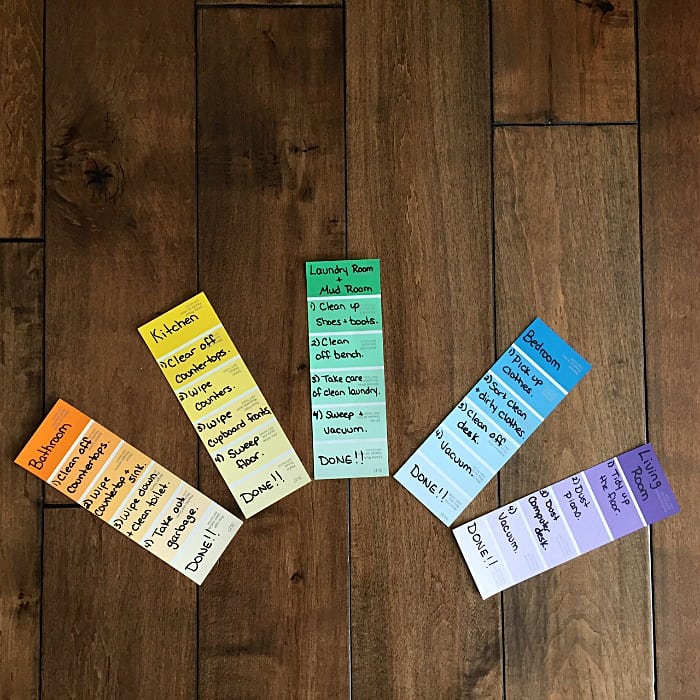 Bathroom
1) Clean off
countertops.
2) Wipe
countertop +
sink.
3) Wipe down
+ clean toilet.
4) Take out
garbage.
DONE!!
Kitchen
1) Clear off
countertops.
2) Wipe
counters.
3) Wipe
cupboard fronts.
4) Sweep
floor.
DONE!!
Laundry Room
+
Mud Room
1) Clean up
shoes + boots.
2) Clean
off bench.
3) Take care
of clean laundry.
4) Sweep +
vacuum.
DONE!!
Bedroom
1) Pick up
clothes.
2) Sort clean
+ dirty clothes.
3) Clean off
desk.
4) Vacuum.
DONE!!
Living
Room
1) Tidy up
the floor.
2) Dust
piano.
3) Dust
computer
desk.
4) Vacuum.
DONE!!